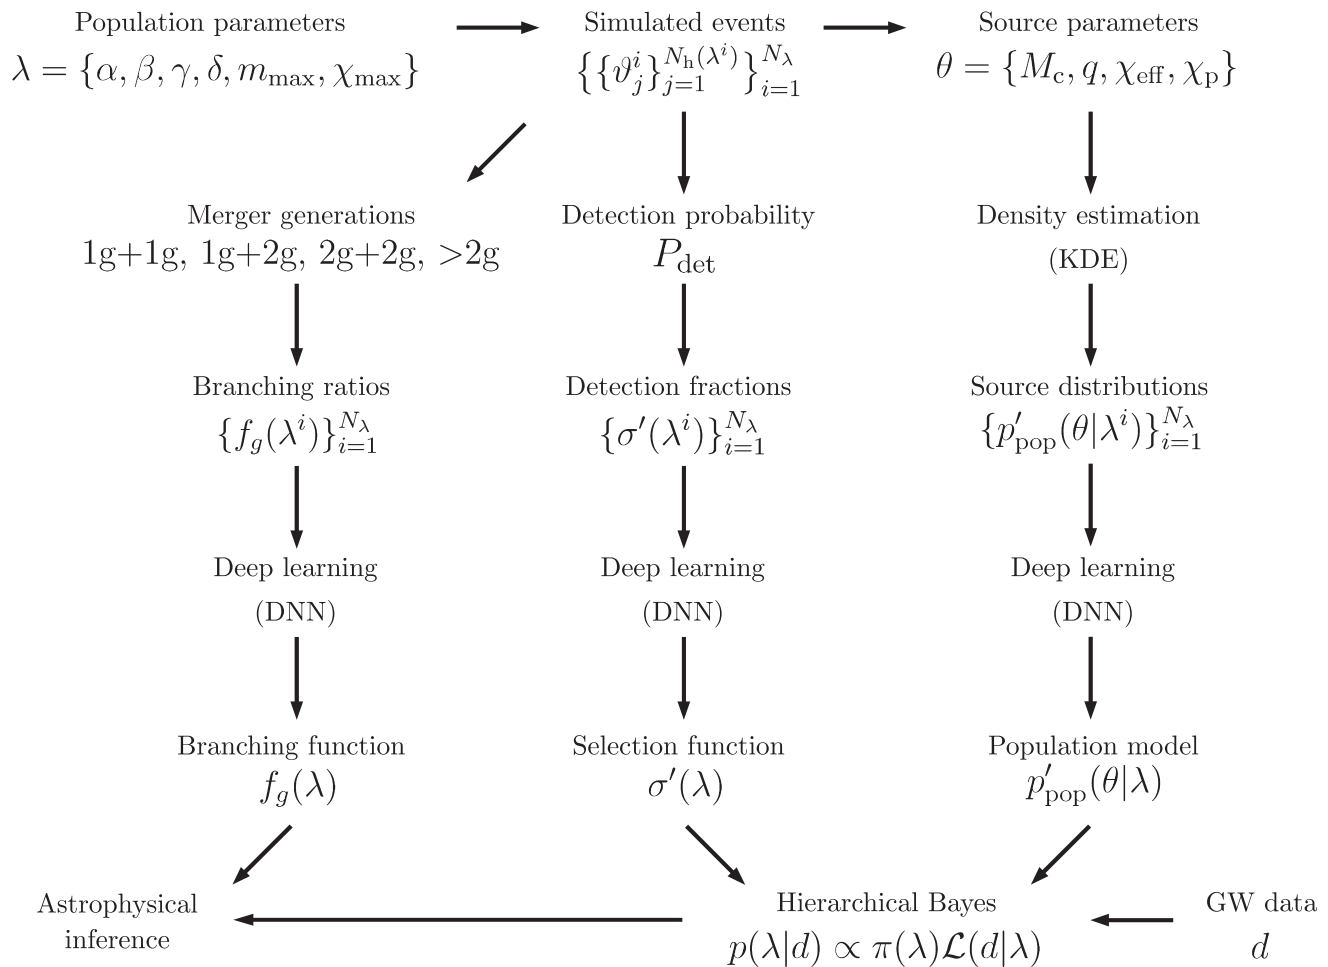 Population parameters
λ = {α, β, γ, δ, m_max, χ_max}
Simulated events
{{ϑ_j^i}_{j=1}^{N_h(λ^i)}}_{i=1}^{N_λ}
Source parameters
θ = {M_c, q, χ_eff, χ_p}
Merger generations
1g+1g, 1g+2g, 2g+2g, >2g
Detection probability
P_det
Density estimation
(KDE)
Branching ratios
{f_g(λ^i)}_{i=1}^{N_λ}
Detection fractions
{σ′(λ^i)}_{i=1}^{N_λ}
Source distributions
{p′_pop(θ|λ^i)}_{i=1}^{N_λ}
Deep learning
(DNN)
Deep learning
(DNN)
Deep learning
(DNN)
Branching function
f_g(λ)
Selection function
σ′(λ)
Population model
p′_pop(θ|λ)
Astrophysical
inference
Hierarchical Bayes
p(λ|d) ∝ π(λ)ℒ(d|λ)
GW data
d